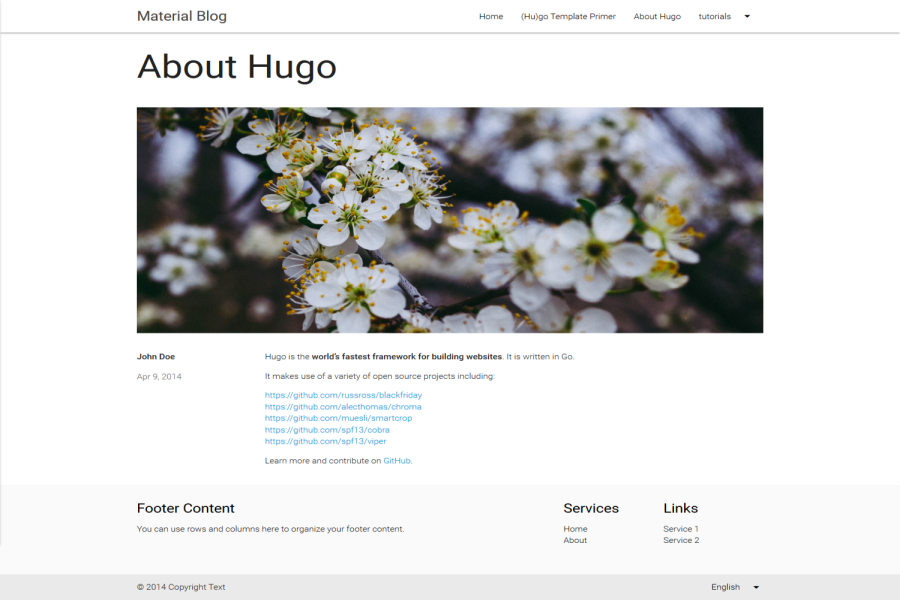 Material Blog
Home
(Hu)go Template Primer
About Hugo
tutorials
About Hugo
John Doe
Apr 9, 2014
Hugo is the world's fastest framework for building websites. It is written in Go.
It makes use of a variety of open source projects including:
https://github.com/russross/blackfriday
https://github.com/alecthomas/chroma
https://github.com/muesli/smartcrop
https://github.com/spf13/cobra
https://github.com/spf13/viper
Learn more and contribute on GitHub.
Footer Content
You can use rows and columns here to organize your footer content.
Services
Home
About
Links
Service 1
Service 2
© 2014 Copyright Text
English